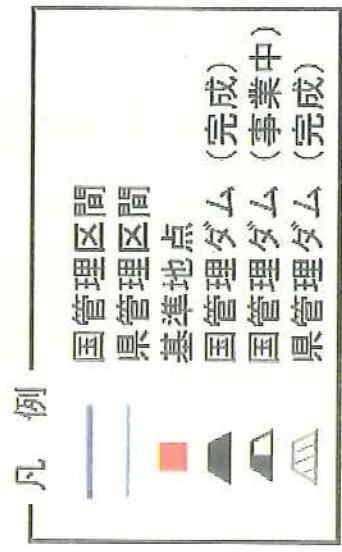 凡 例
国管理区間
県管理区間
基準地点
国管理ダム (完成)
国管理ダム (事業中)
県管理ダム (完成)